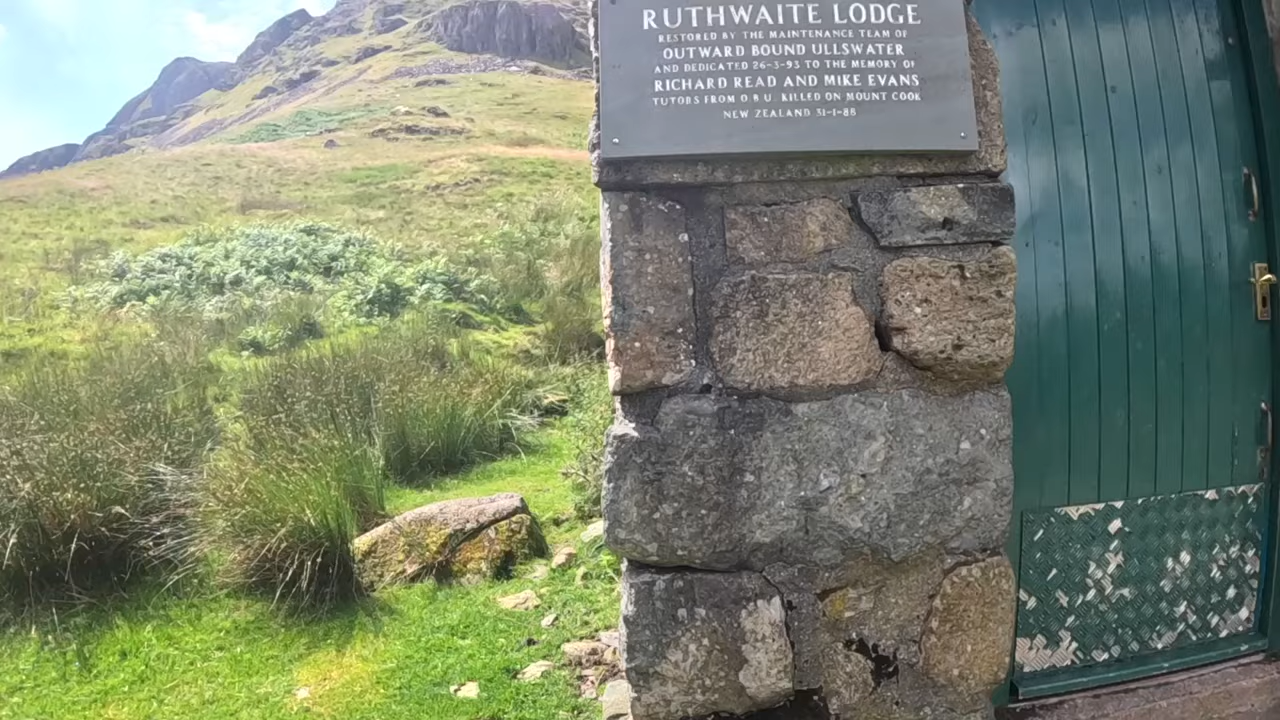 RUTHWAITE LODGE
RESTORED BY THE MAINTENANCE TEAM OF
OUTWARD BOUND ULLSWATER
AND DEDICATED 26-3-93 TO THE MEMORY OF
RICHARD READ AND MIKE EVANS
TUTORS FROM O B U. KILLED ON MOUNT COOK
NEW ZEALAND 31-1-88